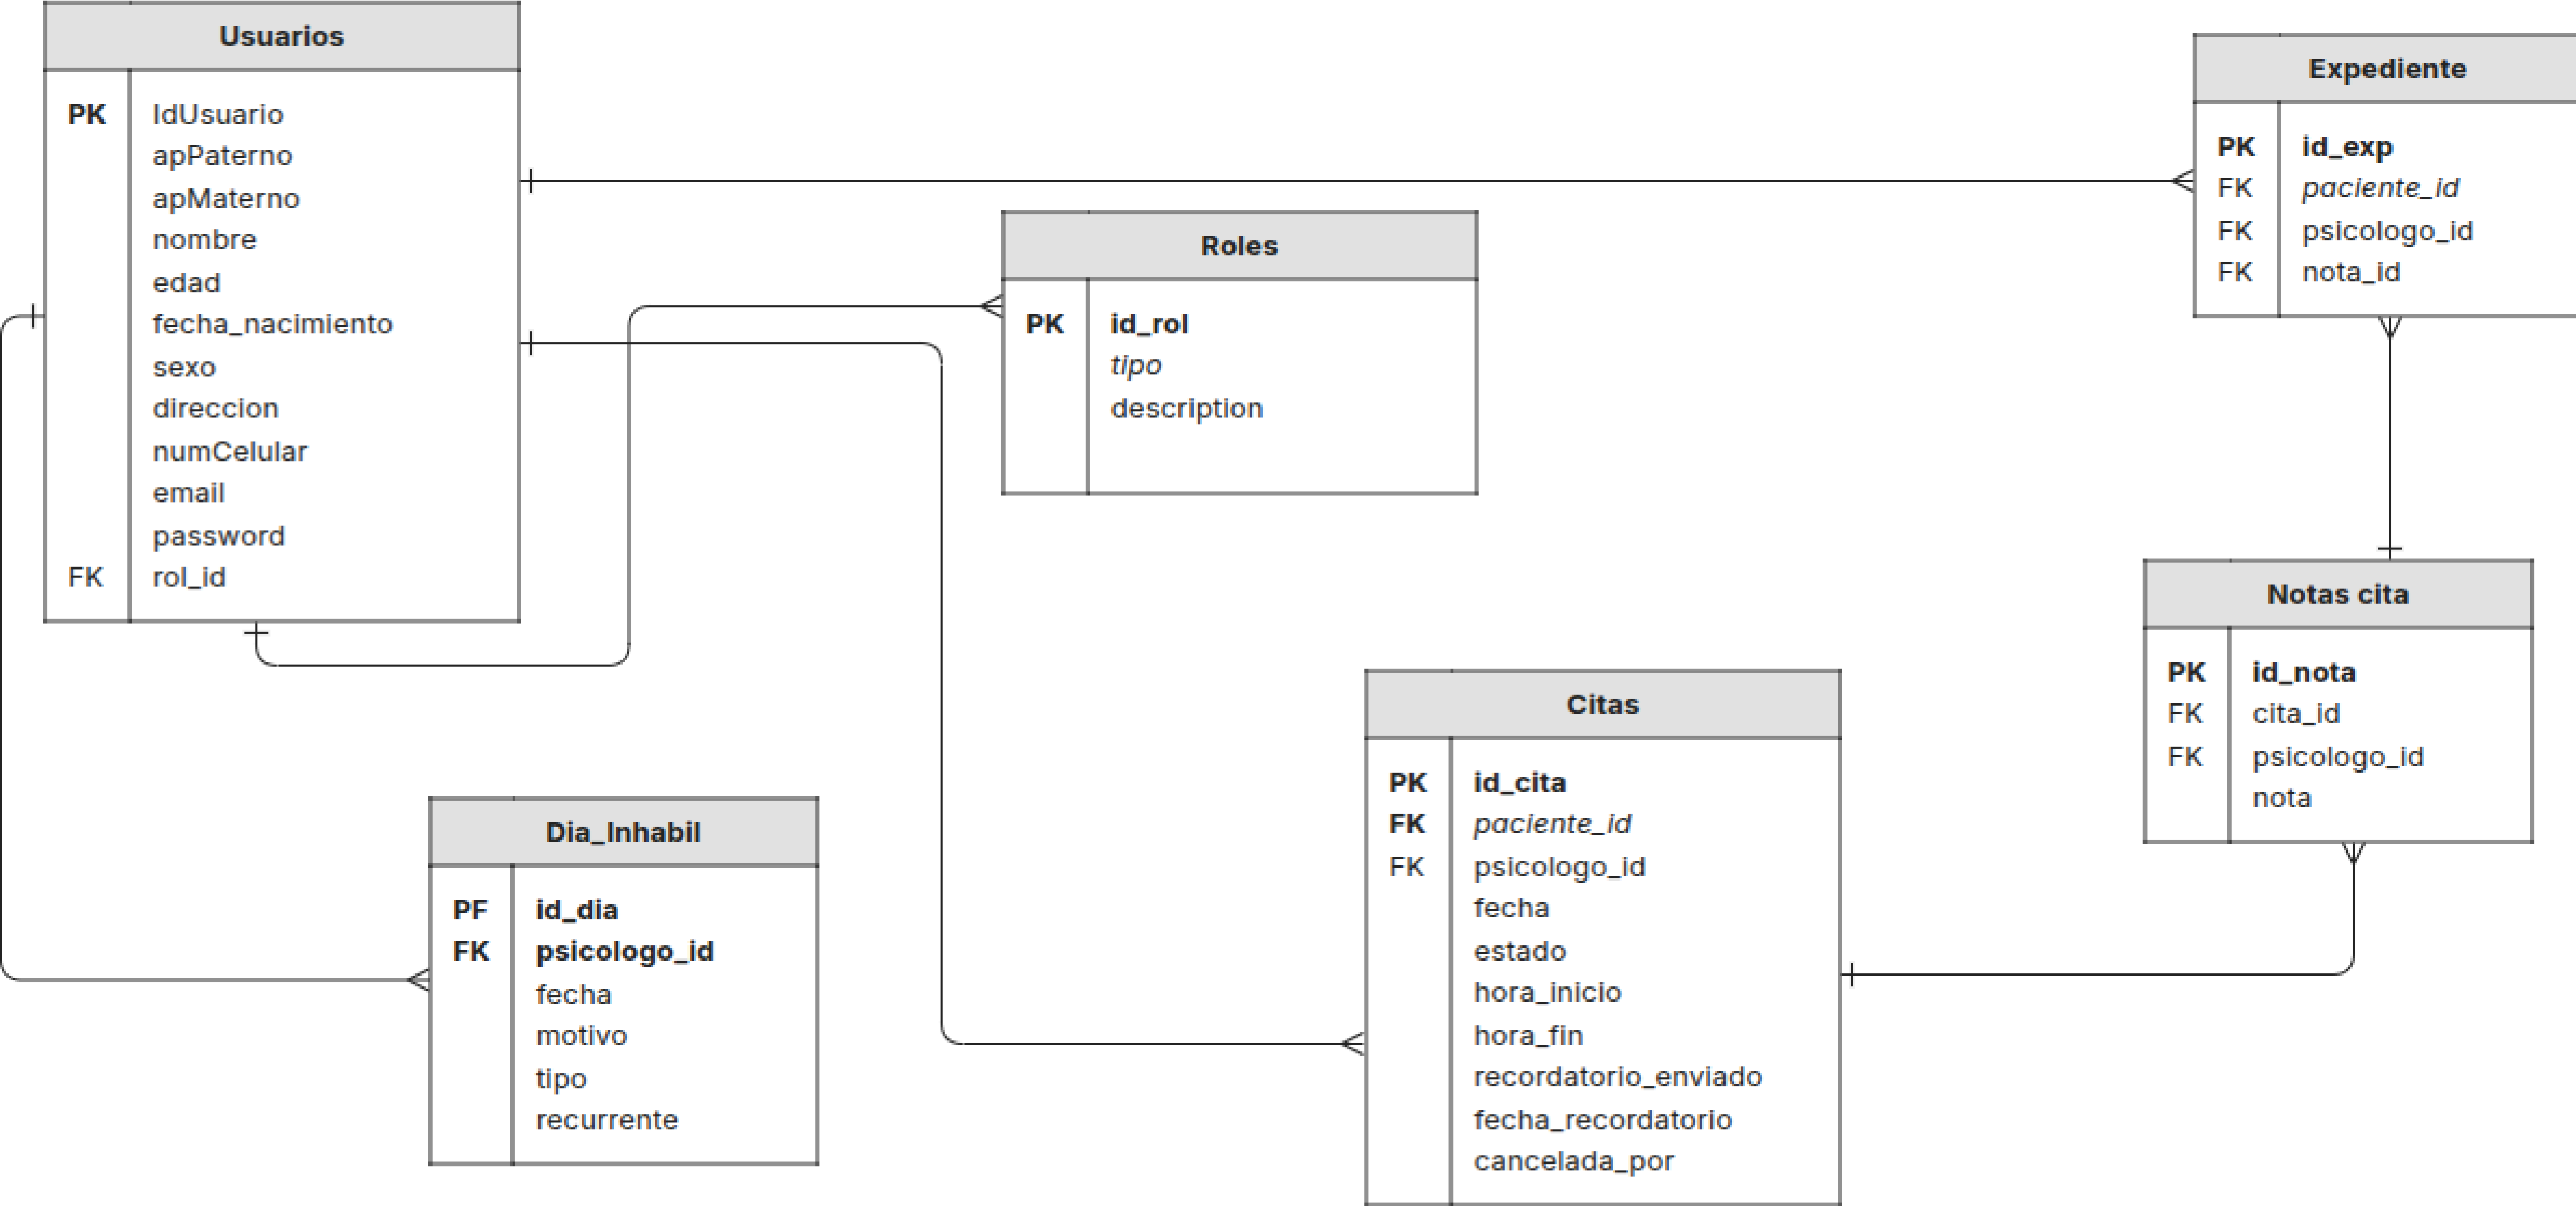 Usuarios
PK IdUsuario
apPaterno
apMaterno
nombre
edad
fecha_nacimiento
sexo
direccion
numCelular
email
password
FK rol_id
Roles
PK id_rol
tipo
description
Expediente
PK id_exp
FK paciente_id
FK psicologo_id
FK nota_id
Notas cita
PK id_nota
FK cita_id
FK psicologo_id
nota
Citas
PK id_cita
FK paciente_id
FK psicologo_id
fecha
estado
hora_inicio
hora_fin
recordatorio_enviado
fecha_recordatorio
cancelada_por
Dia_Inhabil
PF id_dia
FK psicologo_id
fecha
motivo
tipo
recurrente